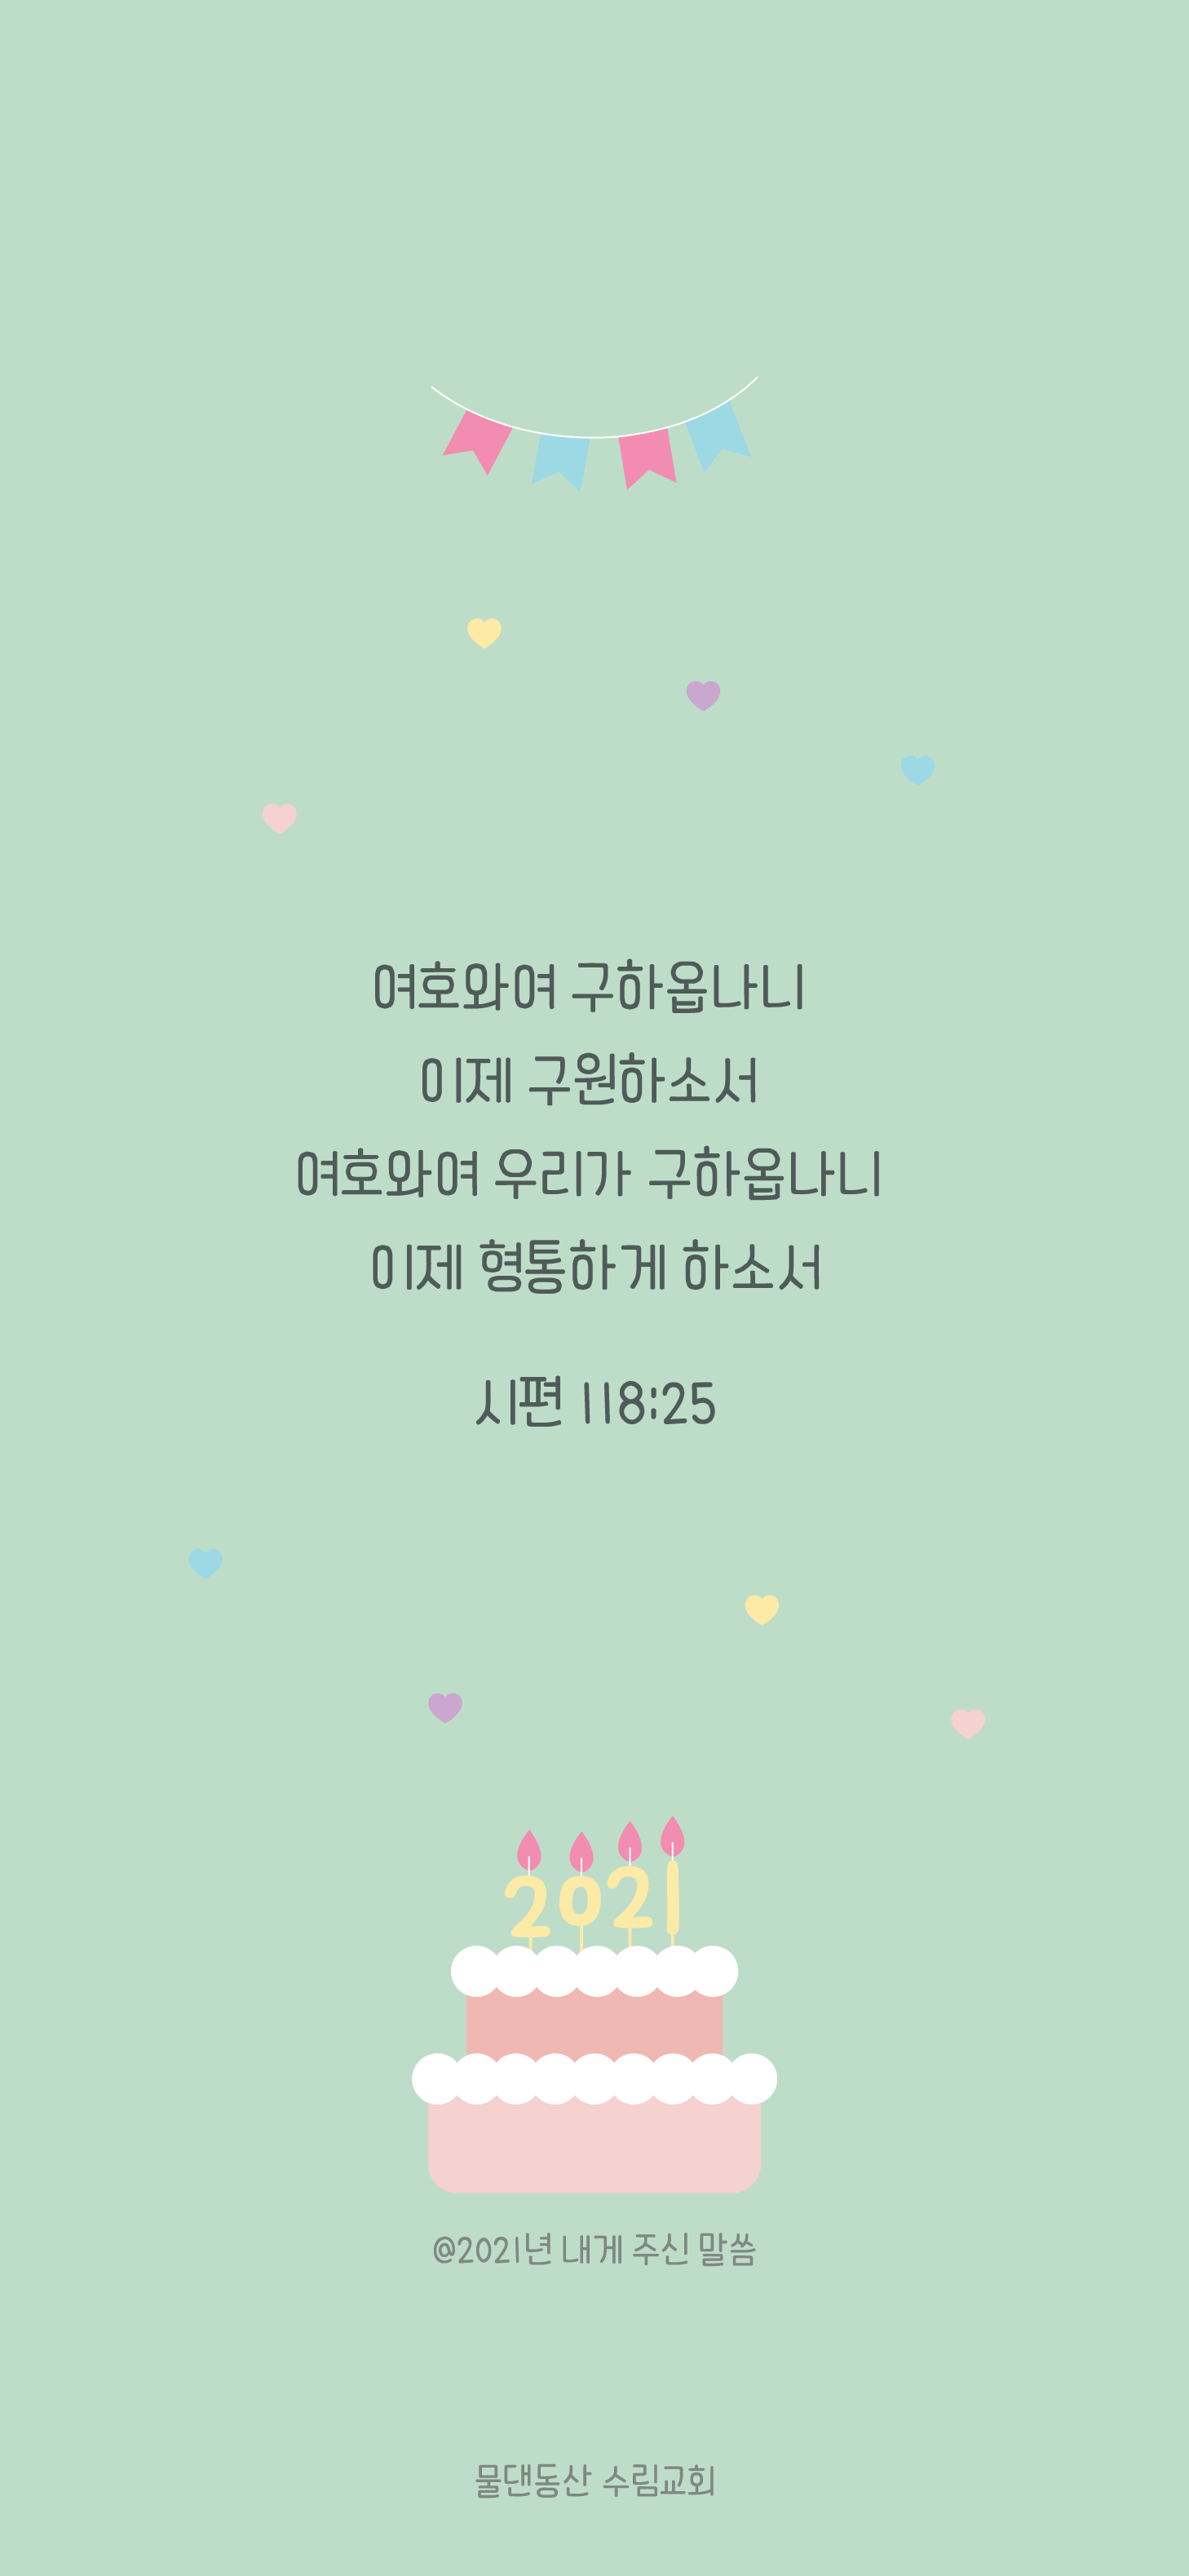 여호와여 구하옵나니
이제 구원하소서
여호와여 우리가 구하옵나니
이제 형통하게 하소서
시편 118:25
2021
@2021년 내게 주신 말씀
물댄동산 수림교회